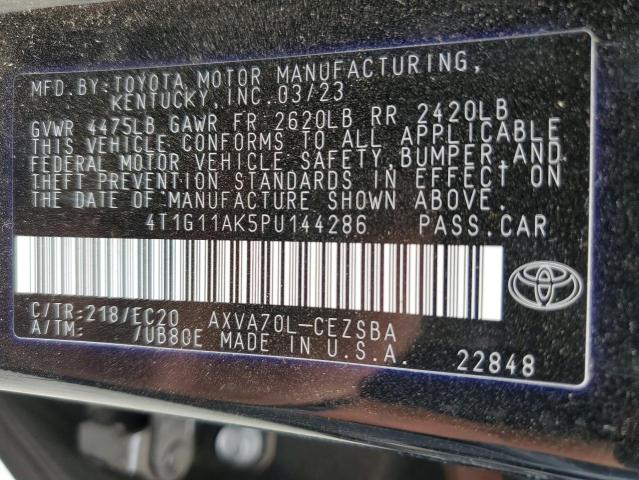 MFD.BY:TOYOTA MOTOR MANUFACTURING,
KENTUCKY, INC. 03/23
GVWR 4475LB GAWR FR 2620LB RR 2420LB
THIS VEHICLE CONFORMS TO ALL APPLICABLE
FEDERAL MOTOR VEHICLE SAFETY,BUMPER,AND
THEFT PREVENTION STANDARDS IN EFFECT ON
THE DATE OF MANUFACTURE SHOWN ABOVE.
4T1G11AK5PU144286 PASS.CAR
C/TR:218/EC20 AXVA70L-CEZSBA
A/TM: /UB80E MADE IN U.S.A.
22848